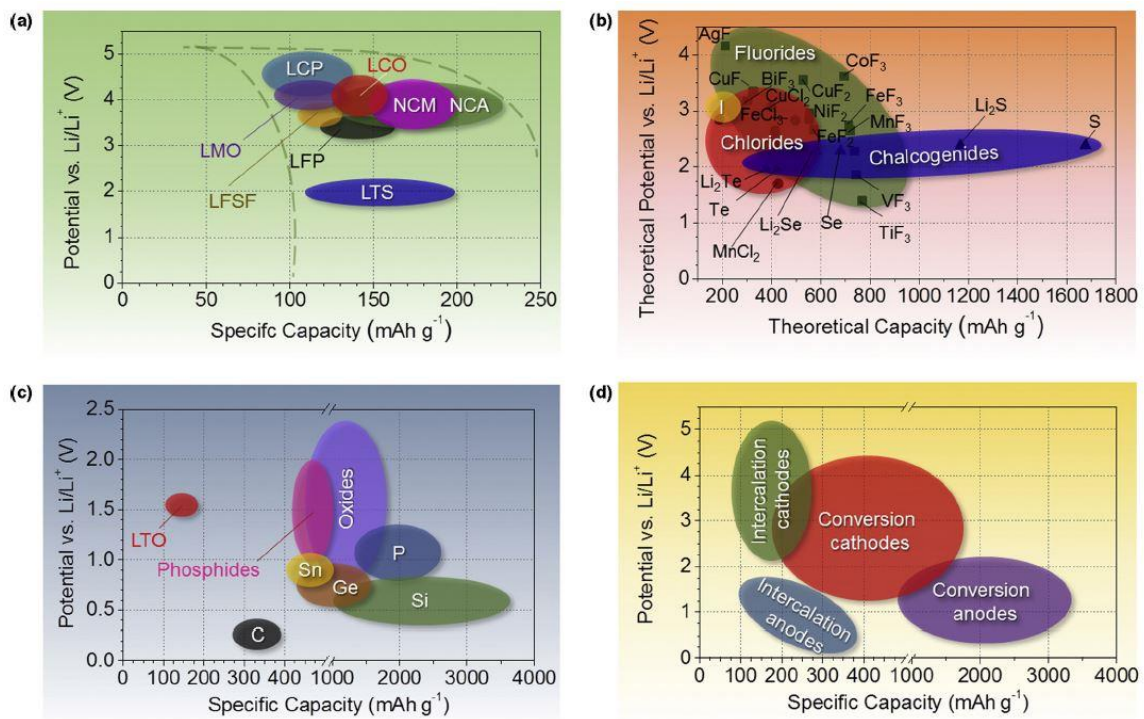 (a)
Potential vs. Li/Li⁺ (V)
5
4
3
2
1
0
LCP
LCO
NCM
NCA
LMO
LFP
LFSF
LTS
0
50
100
150
200
250
Specifc Capacity (mAh g⁻¹)
(b)
Theoretical Potential vs. Li/Li⁺ (V)
4
3
2
1
0
AgF
Fluorides
CoF₃
CuF
BiF₃
CuF₂
CuCl₂
FeF₃
I
NiF₂
Li₂S
S
FeCl₃
MnF₃
FeF₂
Chlorides
Chalcogenides
Li₂Te
Te
Li₂Se
Se
VF₃
TiF₃
MnCl₂
200
400
600
800
1000
1200
1400
1600
1800
Theoretical Capacity (mAh g⁻¹)
(c)
Potential vs. Li/Li⁺ (V)
2.5
2.0
1.5
1.0
0.5
0.0
Oxides
LTO
Phosphides
P
Sn
Ge
Si
C
0
100
200
300
400
1000
2000
3000
4000
Specific Capacity (mAh g⁻¹)
(d)
Potential vs. Li/Li⁺ (V)
5
4
3
2
1
0
Intercalation
cathodes
Conversion
cathodes
Intercalation
anodes
Conversion
anodes
0
100
200
300
400
1000
2000
3000
4000
Specific Capacity (mAh g⁻¹)